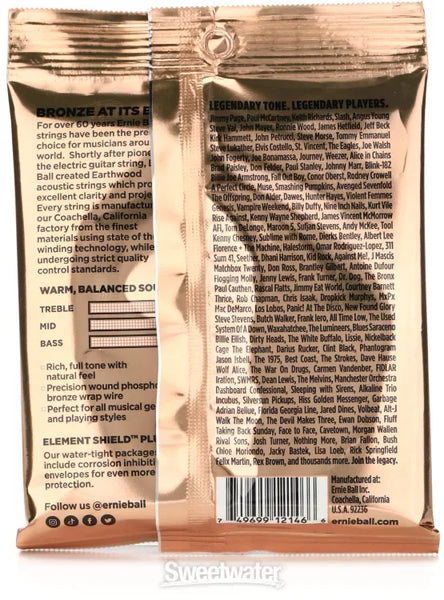 BRONZE AT ITS B
For over 60 years Ernie B
strings have been the pre
choice for musicians arou
world. Shortly after pione
the electric guitar string
Ball created Earthwood
acoustic strings which pro
excellent clarity and proje
Every string is manufactur
our Coachella, California
factory from the finest
materials using state of the
winding technology, while
undergoing strict quality
control standards.
WARM, BALANCED SOU
TREBLE
MID
BASS
Rich, full tone with
natural feel
Precision wound phosph
bronze wrap wire
Perfect for all musical ge
and playing styles
ELEMENT SHIELD™ PLU
Our water-tight package
include corrosion inhibiti
envelopes for even more
protection.
Follow us @ernieball
LEGENDARY TONE. LEGENDARY PLAYERS.
Jimmy Page, Paul McCartney, Keith Richards, Slash, Angus Young
Steve Vai, John Mayer, Ronnie Wood, James Hetfield, Jeff Beck
Kirk Hammett, John Petrucci, Steve Morse, Tommy Emmanuel
Steve Lukather, Elvis Costello, St. Vincent, The Eagles, Joe Walsh
John Fogerty, Joe Bonamassa, Journey, Weezer, Alice in Chains
Brad Paisley, Don Felder, Paul Stanley, Johnny Marr, Blink-182
Billie Joe Armstrong, Fall Out Boy, Conor Oberst, Rodney Crowell
A Perfect Circle, Muse, Smashing Pumpkins, Avenged Sevenfold
The Offspring, Don Alder, Dawes, Hunter Hayes, Violent Femmes
Genesis, Vampire Weekend, Billy Duffy, Nine Inch Nails, Kurt Vile
Rise Against, Kenny Wayne Shepherd, James Vincent McMorrow
AFI, Tom DeLonge, Maroon 5, Sufjan Stevens, Andy McKee, Tool
Kenny Chesney, Sublime with Rome, Dierks Bentley, Albert Lee
Florence + The Machine, Halestorm, Omar Rodriguez-Lopez, 311
Sum 41, Seether, Dhani Harrison, Kid Rock, Against Me!, J Mascis
Matchbox Twenty, Don Ross, Brantley Gilbert, Antoine Dufour
Flogging Molly, Jenny Lewis, Frank Turner, Dr. Dog, The Bronx
Paul Cauthen, Rascal Flatts, Jimmy Eat World, Courtney Barnett
Thrice, Rob Chapman, Chris Isaak, Dropkick Murphys, MxPx
Mac DeMarco, Los Lobos, Panic! At The Disco, New Found Glory
Steve Stevens, Butch Walker, Frank Iero, All Time Low, The Used
System Of A Down, Waxahatchee, The Lumineers, Blues Saraceno
Billie Eilish, Dirty Heads, The White Buffalo, Lissie, Nickelback
Cage The Elephant, Darius Rucker, Clint Black, Phantogram
Jason Isbell, The 1975, Best Coast, The Strokes, Dave Hause
Wolf Alice, The War On Drugs, Carmen Vandenberg, FIDLAR
Iration, SWMRS, Dean Lewis, The Melvins, Manchester Orchestra
Dashboard Confessional, Sleeping with Sirens, Alkaline Trio
Incubus, Silversun Pickups, Hiss Golden Messenger, Garbage
Adrian Bellue, Florida Georgia Line, Jared Dines, Volbeat, Alt-J
Walk The Moon, The Devil Makes Three, Ewan Dobson, Fluff
Taking Back Sunday, Face to Face, Cavetown, Morgan Wallen
Rival Sons, Josh Turner, Nothing More, Brian Fallon, Bush
Chloe Moriondo, Jacky Bastek, Lisa Loeb, Rick Springfield
Felix Martin, Rex Brown, and thousands more. Join the legacy.
7 49699 12146 6
Manufactured at:
Ernie Ball Inc.
Coachella, California
U.S.A. 92236
ernieball.com
Sweetwater